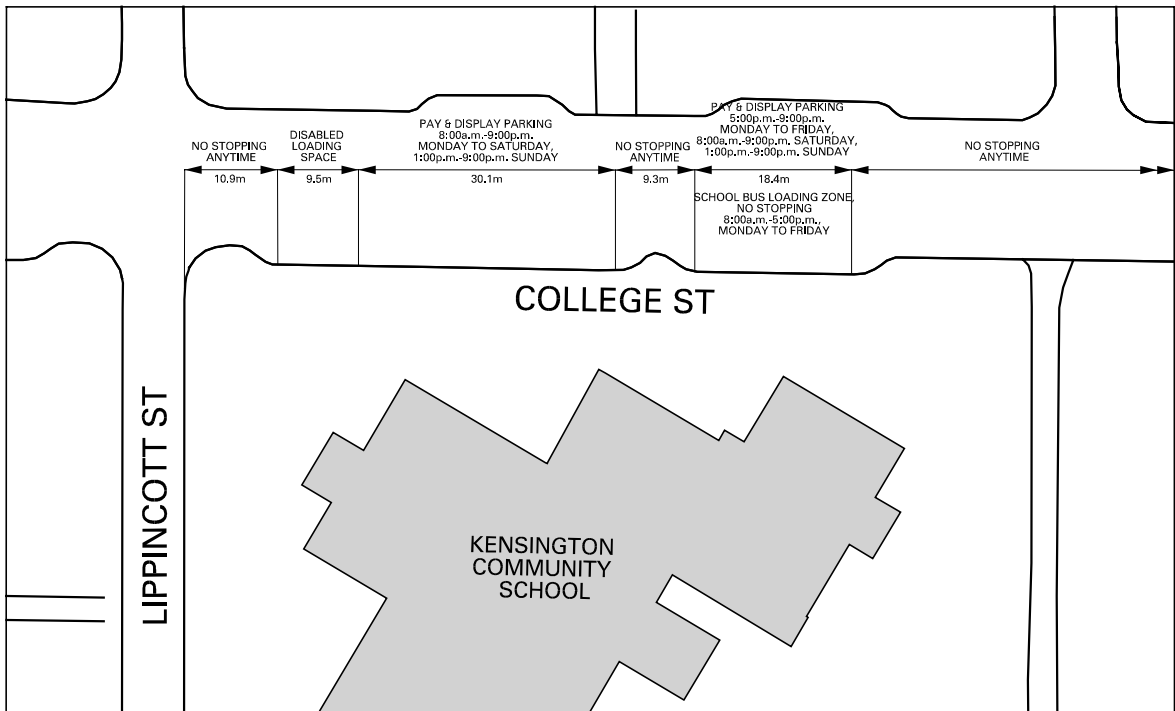 NO STOPPING
ANYTIME
10.9m
DISABLED
LOADING
SPACE
9.5m
PAY & DISPLAY PARKING
8:00a.m.-9:00p.m.
MONDAY TO SATURDAY,
1:00p.m.-9:00p.m. SUNDAY
30.1m
NO STOPPING
ANYTIME
9.3m
PAY & DISPLAY PARKING
5:00p.m.-9:00p.m.
MONDAY TO FRIDAY,
8:00a.m.-9:00p.m. SATURDAY,
1:00p.m.-9:00p.m. SUNDAY
18.4m
SCHOOL BUS LOADING ZONE,
NO STOPPING
8:00a.m.-5:00p.m.,
MONDAY TO FRIDAY
NO STOPPING
ANYTIME
COLLEGE ST
LIPPINCOTT ST
KENSINGTON
COMMUNITY
SCHOOL